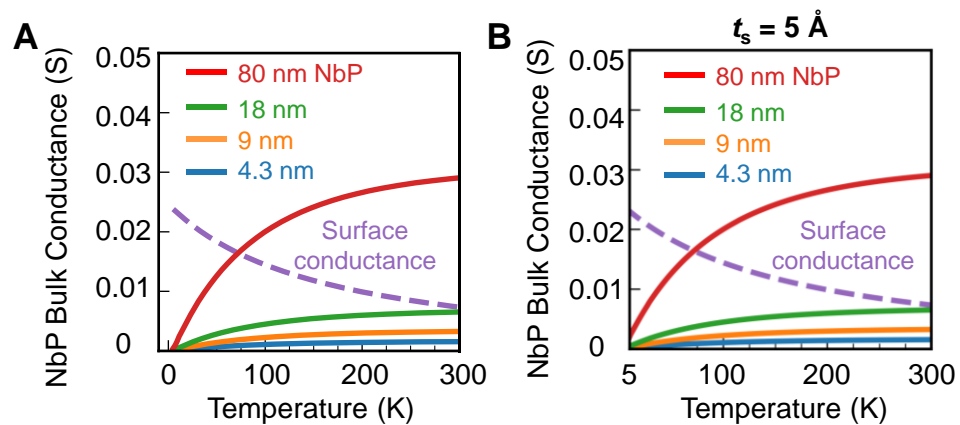 A
NbP Bulk Conductance (S)
0.05
0.04
0.03
0.02
0.01
0
80 nm NbP
18 nm
9 nm
4.3 nm
Surface
conductance
0 100 200 300
Temperature (K)
B
tₛ = 5 Å
NbP Bulk Conductance (S)
0.05
0.04
0.03
0.02
0.01
0
80 nm NbP
18 nm
9 nm
4.3 nm
Surface
conductance
5 100 200 300
Temperature (K)